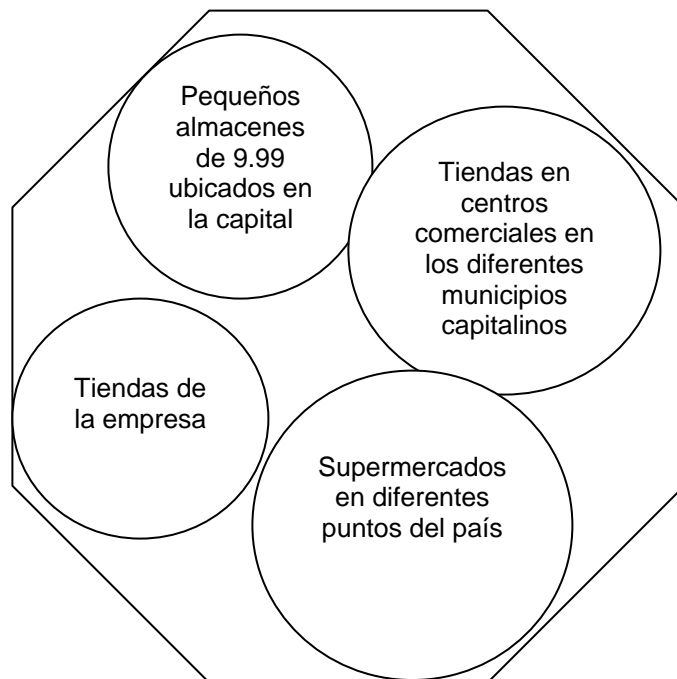 Pequeños
almacenes
de 9.99
ubicados en
la capital
Tiendas en
centros
comerciales en
los diferentes
municipios
capitalinos
Tiendas de
la empresa
Supermercados
en diferentes
puntos del país